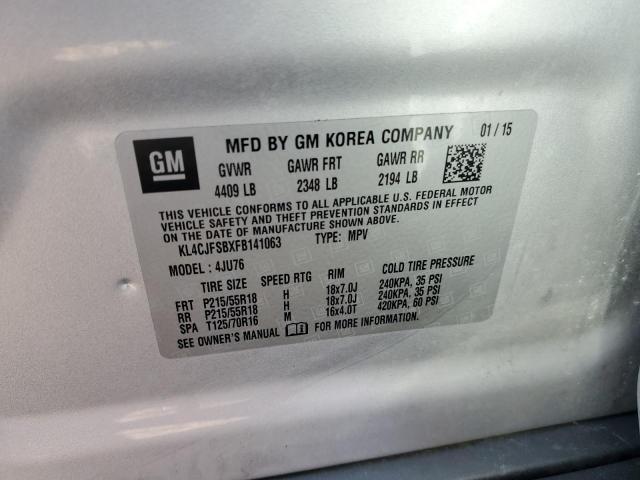 GM
MFD BY GM KOREA COMPANY 01 / 15
GVWR GAWR FRT GAWR RR
4409 LB 2348 LB 2194 LB
THIS VEHICLE CONFORMS TO ALL APPLICABLE U.S. FEDERAL MOTOR
VEHICLE SAFETY AND THEFT PREVENTION STANDARDS IN EFFECT
ON THE DATE OF MANUFACTURE SHOWN ABOVE.
KL4CJFSBXFB141063 TYPE: MPV
MODEL : 4JU76
TIRE SIZE SPEED RTG RIM COLD TIRE PRESSURE
FRT P215/55R18 H 18x7.0J 240KPA, 35 PSI
RR P215/55R18 H 18x7.0J 240KPA, 35 PSI
SPA T125/70R16 M 16x4.0T 420KPA, 60 PSI
SEE OWNER'S MANUAL FOR MORE INFORMATION.